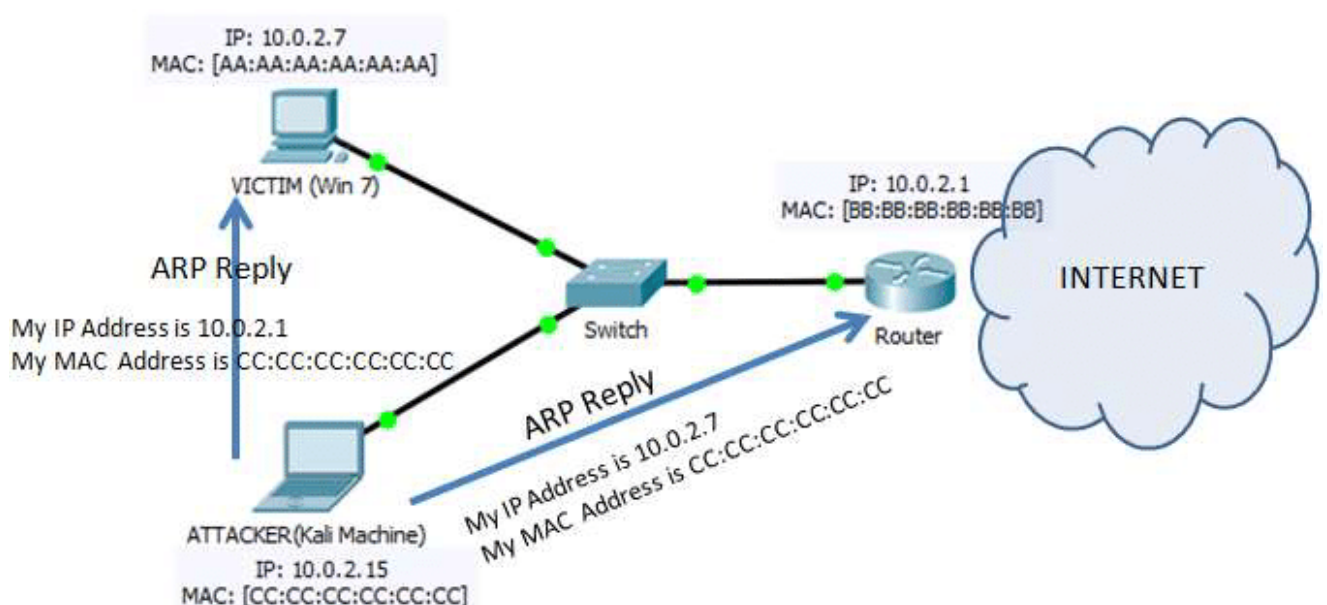 IP: 10.0.2.7
MAC: [AA:AA:AA:AA:AA:AA]
VICTIM (Win 7)
IP: 10.0.2.1
MAC: [BB:BB:BB:BB:BB:BB]
ARP Reply
INTERNET
My IP Address is 10.0.2.1
My MAC Address is CC:CC:CC:CC:CC:CC
Switch
Router
ARP Reply
My IP Address is 10.0.2.7
My MAC Address is CC:CC:CC:CC:CC:CC
ATTACKER(Kali Machine)
IP: 10.0.2.15
MAC: [CC:CC:CC:CC:CC:CC]